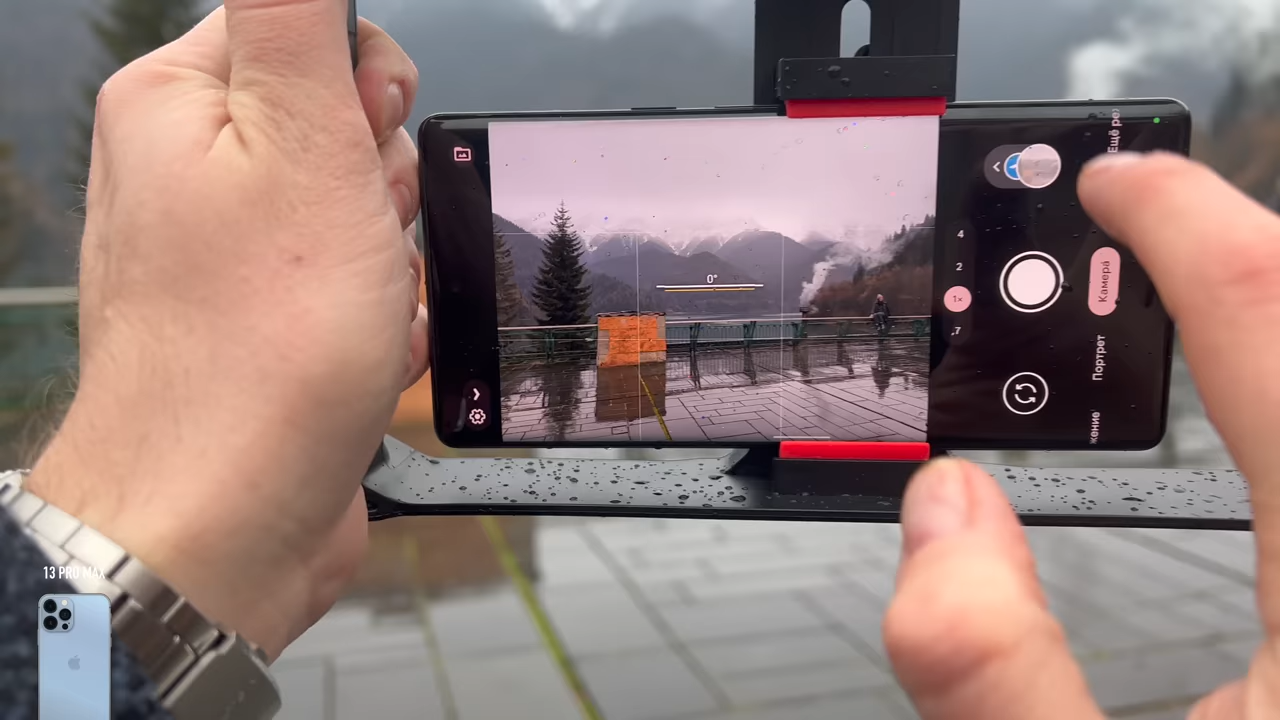 Ещё ре
0°
4
2
1×
,7
Камера
Портрет
жение
13 PRO MAX